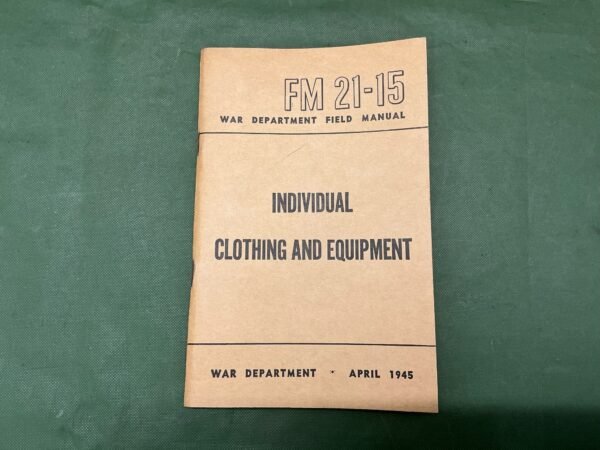 FM 21-15
WAR DEPARTMENT FIELD MANUAL
INDIVIDUAL
CLOTHING AND EQUIPMENT
WAR DEPARTMENT · APRIL 1945